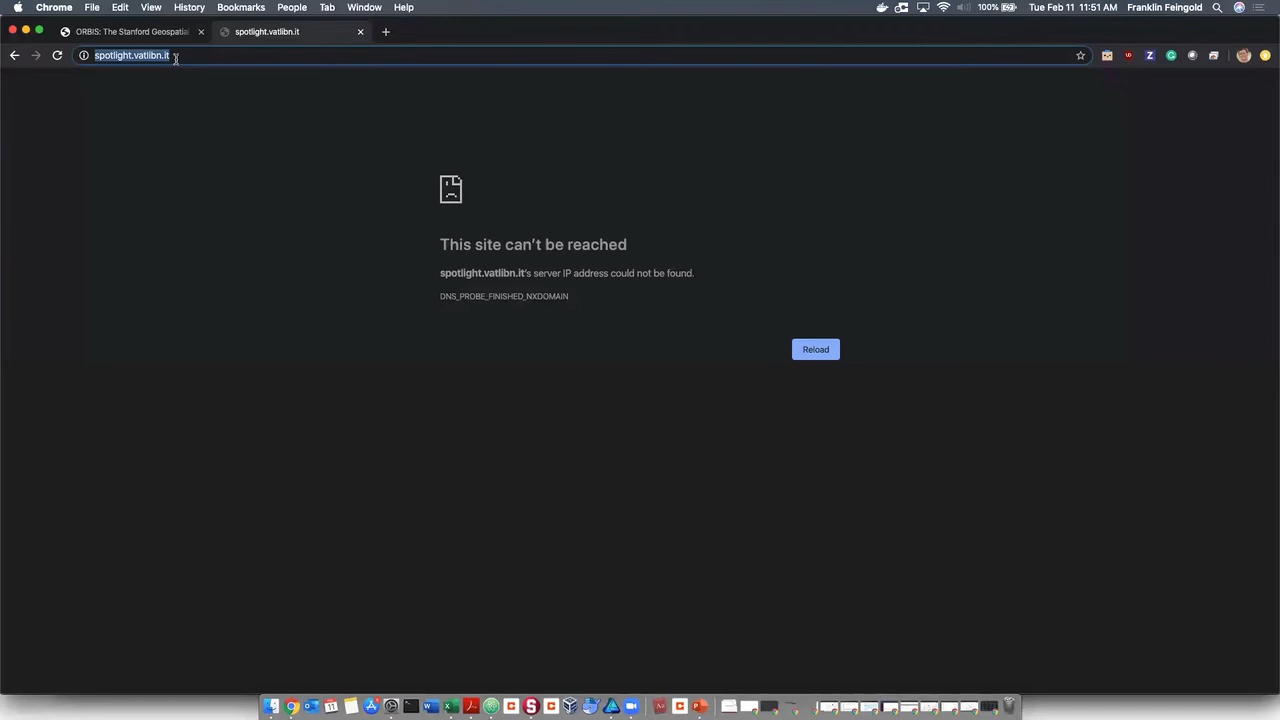 Chrome File Edit View History Bookmarks People Tab Window Help 100% Tue Feb 11 11:51 AM Franklin Feingold
ORBIS: The Stanford Geospatial spotlight.vatlibn.it
spotlight.vatlibn.it
This site can't be reached
spotlight.vatlibn.it's server IP address could not be found.
DNS_PROBE_FINISHED_NXDOMAIN
Reload